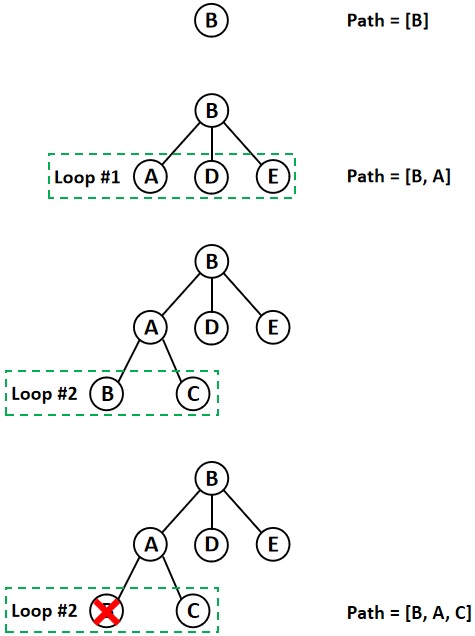 B Path = [B]
B
Loop #1 A D E Path = [B, A]
B
A D E
Loop #2 B C
B
A D E
Loop #2 C Path = [B, A, C]